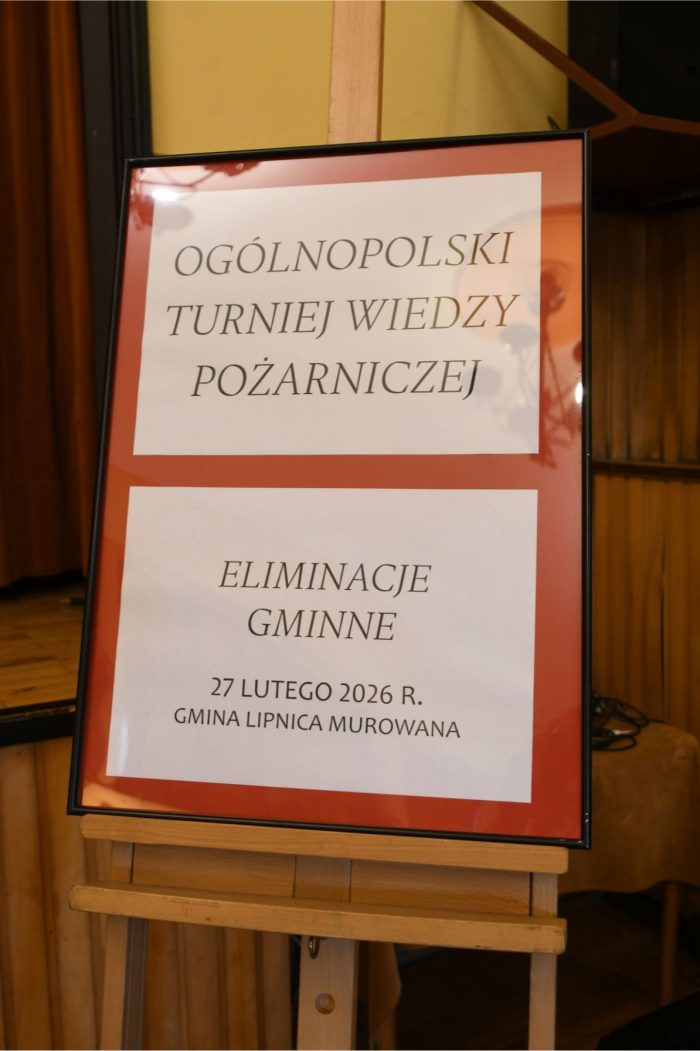 OGÓLNOPOLSKI
TURNIEJ WIEDZY
POŻARNICZEJ
ELIMINACJE
GMINNE
27 LUTEGO 2026 R.
GMINA LIPNICA MUROWANA